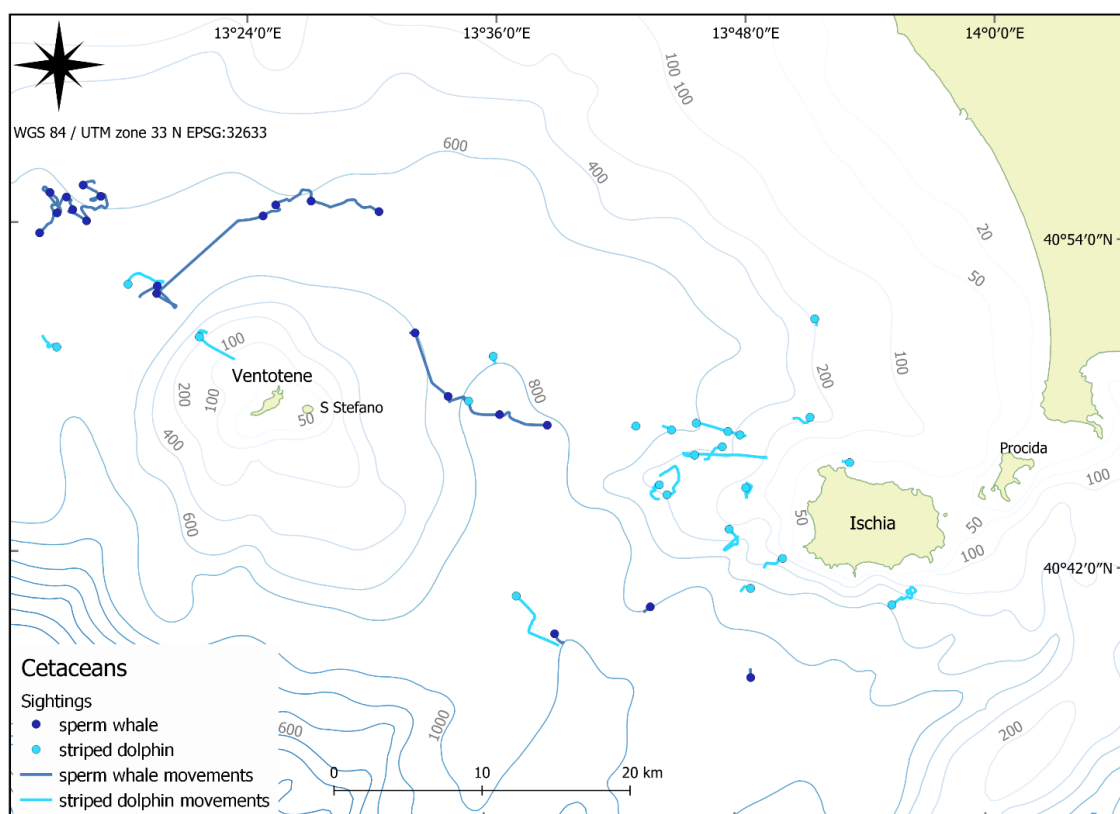 13°24′0″E 13°36′0″E 13°48′0″E 14°0′0″E
100
100
WGS 84 / UTM zone 33 N EPSG:32633
600
400
20
40°54′0″N
50
100
100
200
Ventotene
200
100
800
S Stefano
50
400
Procida
100
600
50
Ischia
50
100
40°42′0″N
Cetaceans
Sightings
sperm whale
striped dolphin
sperm whale movements
striped dolphin movements
1000
600
200
0 10 20 km